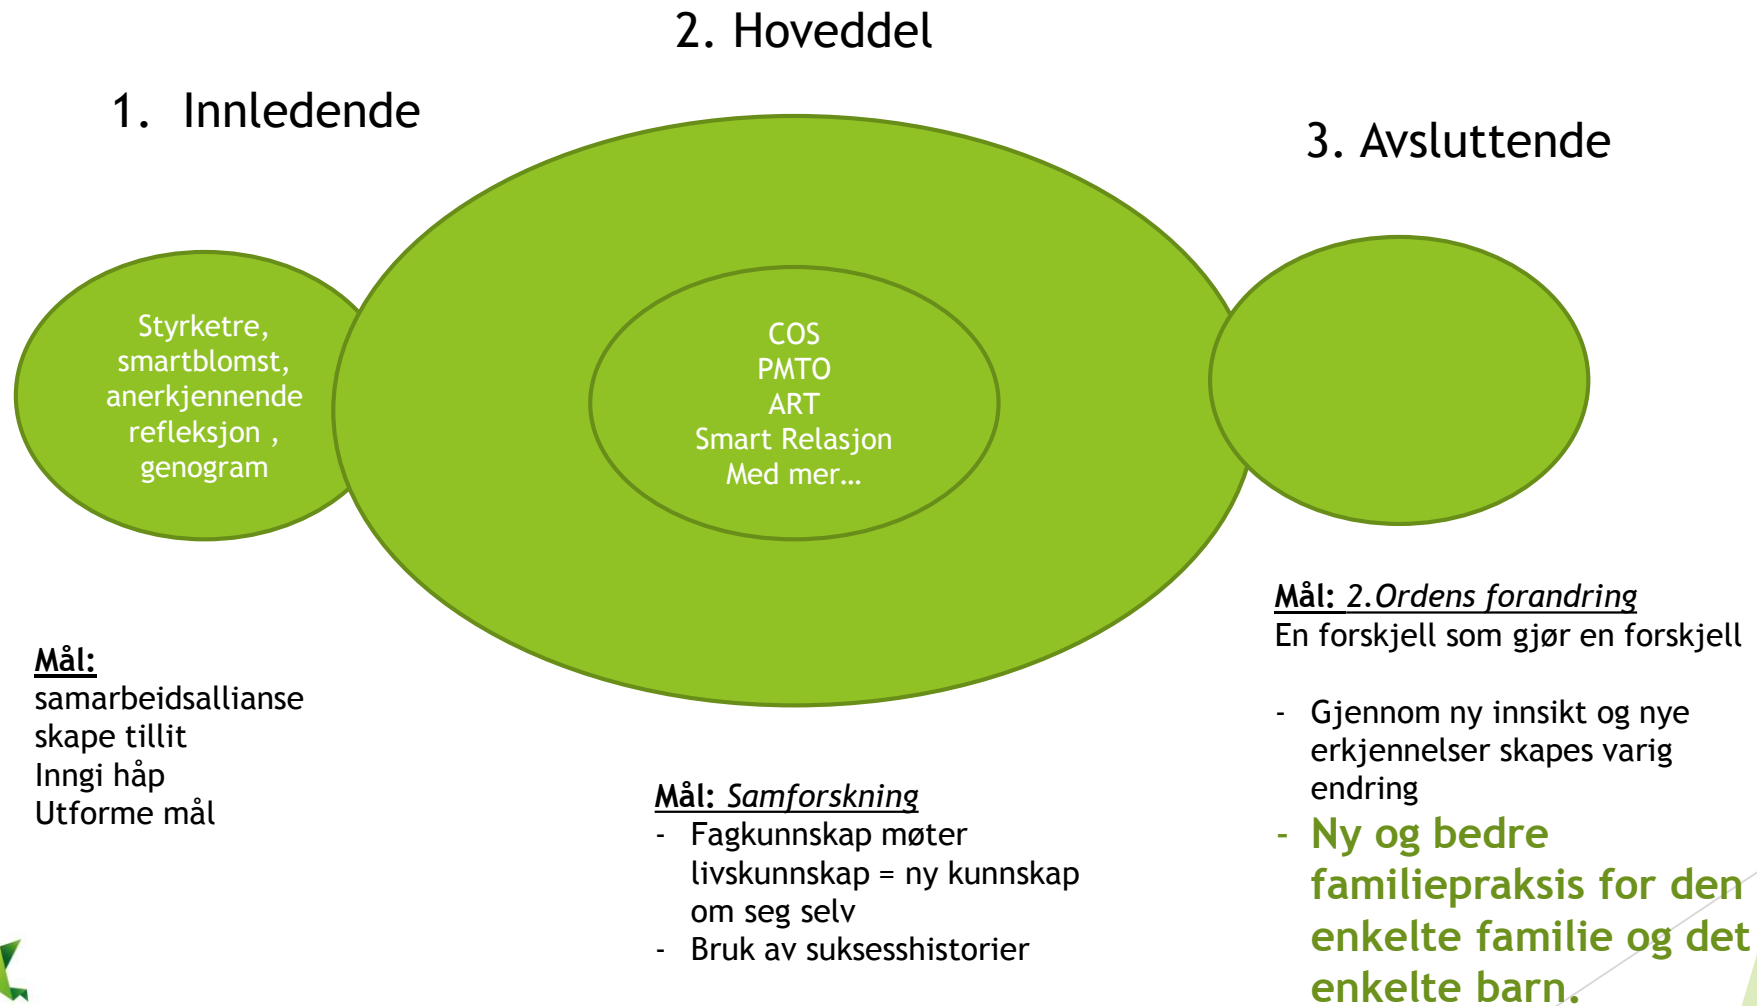 2. Hoveddel
1. Innledende
3. Avsluttende
Styrketre,
smartblomst,
anerkjennende
refleksjon ,
genogram
COS
PMTO
ART
Smart Relasjon
Med mer…
Mål:
samarbeidsallianse
skape tillit
Inngi håp
Utforme mål
Mål: Samforskning
- Fagkunnskap møter
livskunnskap = ny kunnskap
om seg selv
- Bruk av suksesshistorier
Mål: 2.Ordens forandring
En forskjell som gjør en forskjell
- Gjennom ny innsikt og nye
erkjennelser skapes varig
endring
- Ny og bedre
familiepraksis for den
enkelte familie og det
enkelte barn.